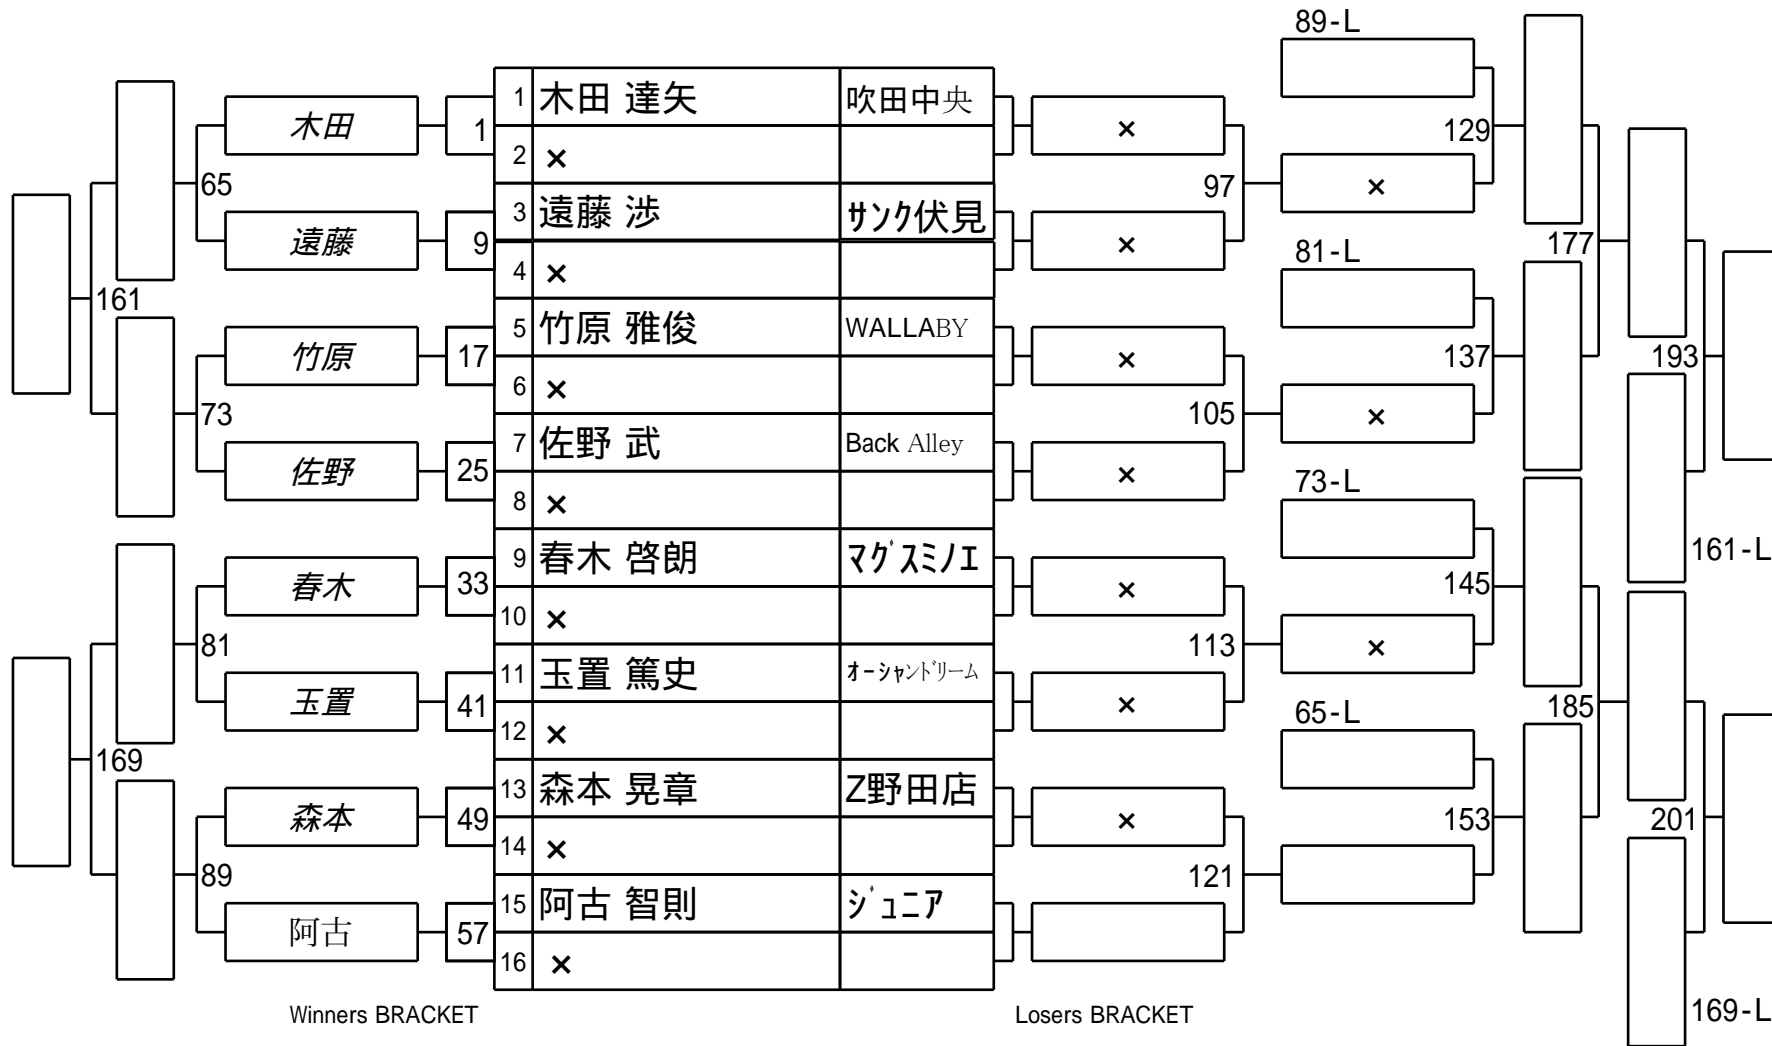 89-L
1 木田 達矢 吹田中央
木田 1 × 129
2 ×
65 97 ×
3 遠藤 渉 サンク伏見
遠藤 9 × 177
4 × 81-L
161
5 竹原 雅俊 WALLABY
竹原 17 × 137 193
6 ×
73 105 ×
7 佐野 武 Back Alley
佐野 25 ×
8 × 73-L
9 春木 啓朗 マグスミノエ 161-L
春木 33 × 145
10 ×
81 113 ×
11 玉置 篤史 オーシャンドリーム
玉置 41 × 185
12 × 65-L
169
13 森本 晃章 Z野田店
森本 49 × 153 201
14 ×
89 121
15 阿古 智則 ジュニア
阿古 57
16 ×
Winners BRACKET Losers BRACKET 169-L